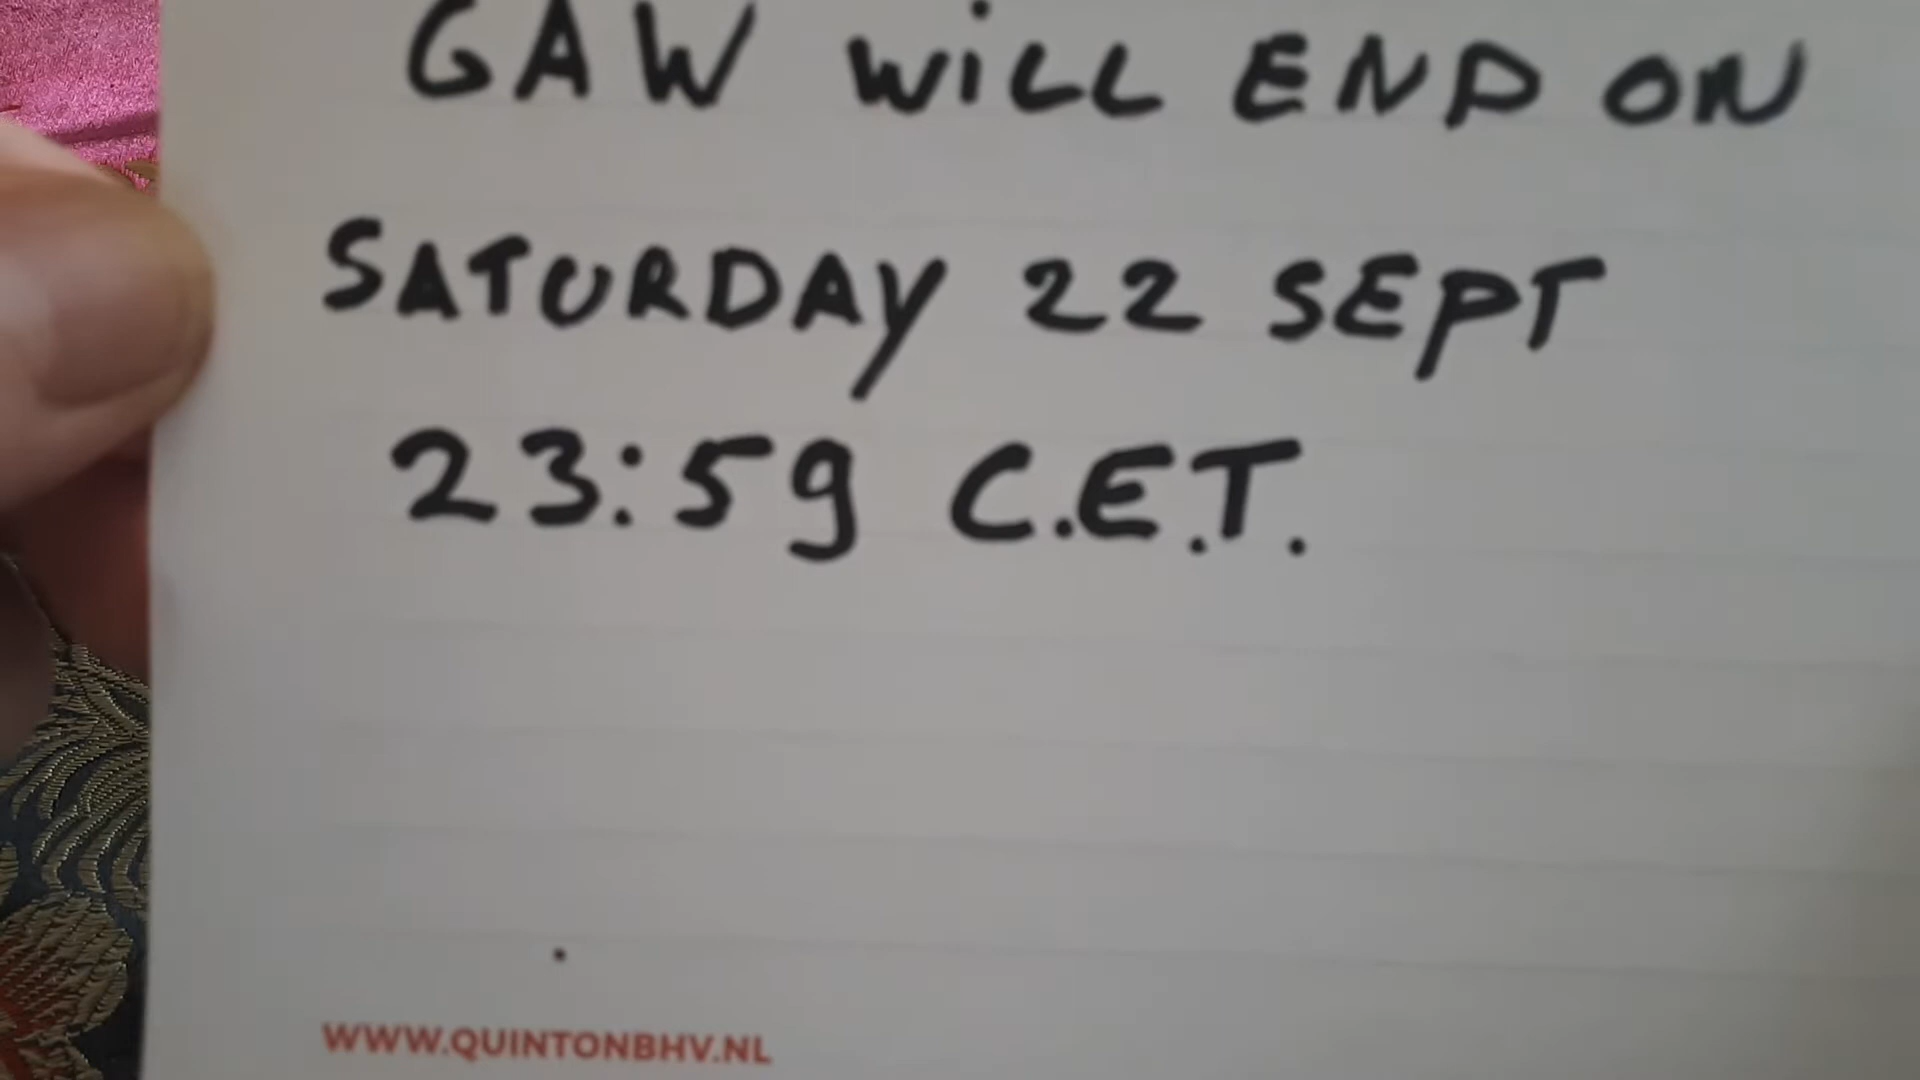 GAW WiLL END ON
SATURDAY 22 SEPT
23:59 C.E.T.
WWW.QUINTONBHV.NL